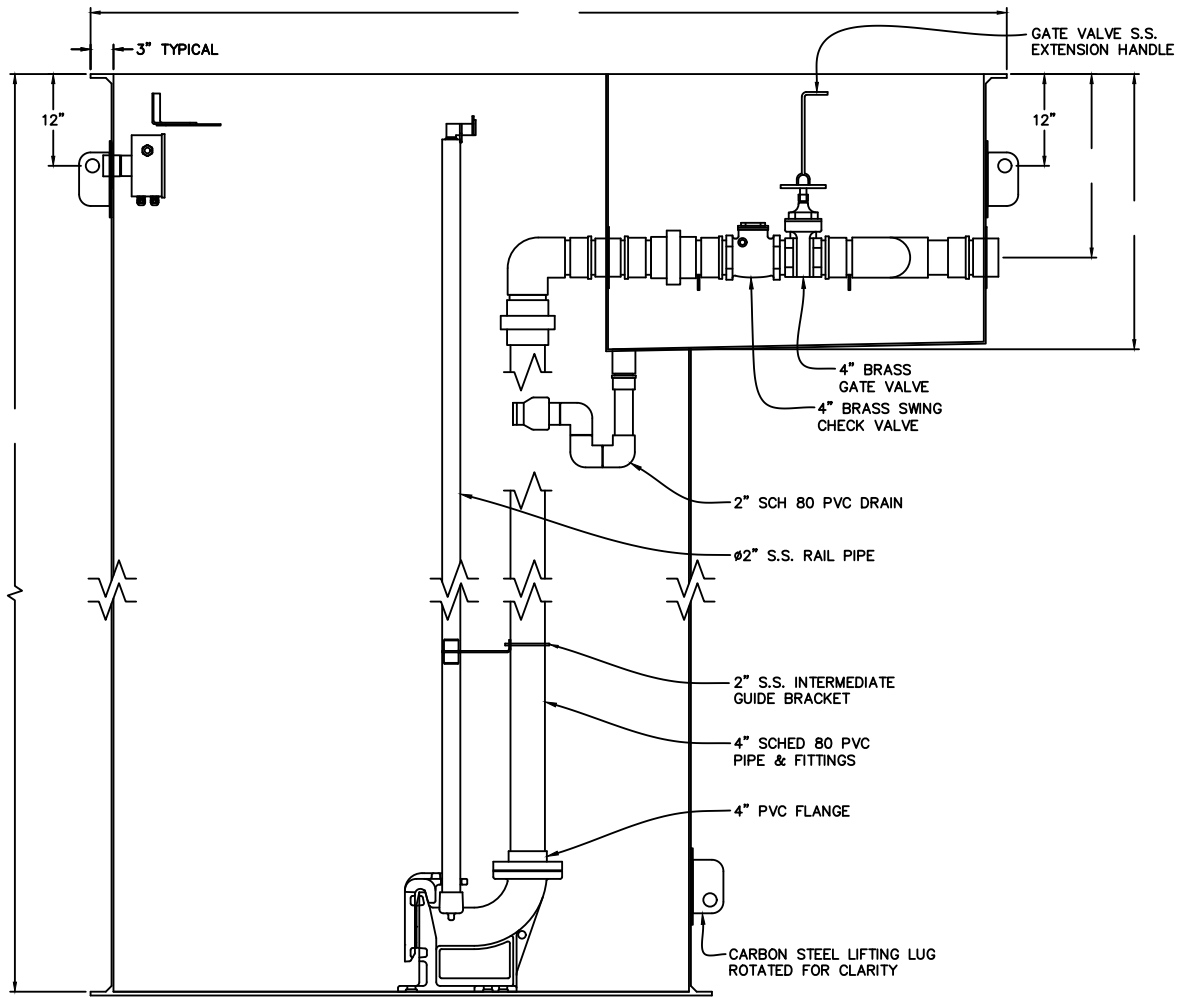 GATE VALVE S.S.
EXTENSION HANDLE
3" TYPICAL
12"
12"
4" BRASS
GATE VALVE
4" BRASS SWING
CHECK VALVE
2" SCH 80 PVC DRAIN
ø2" S.S. RAIL PIPE
2" S.S. INTERMEDIATE
GUIDE BRACKET
4" SCHED 80 PVC
PIPE & FITTINGS
4" PVC FLANGE
CARBON STEEL LIFTING LUG
ROTATED FOR CLARITY